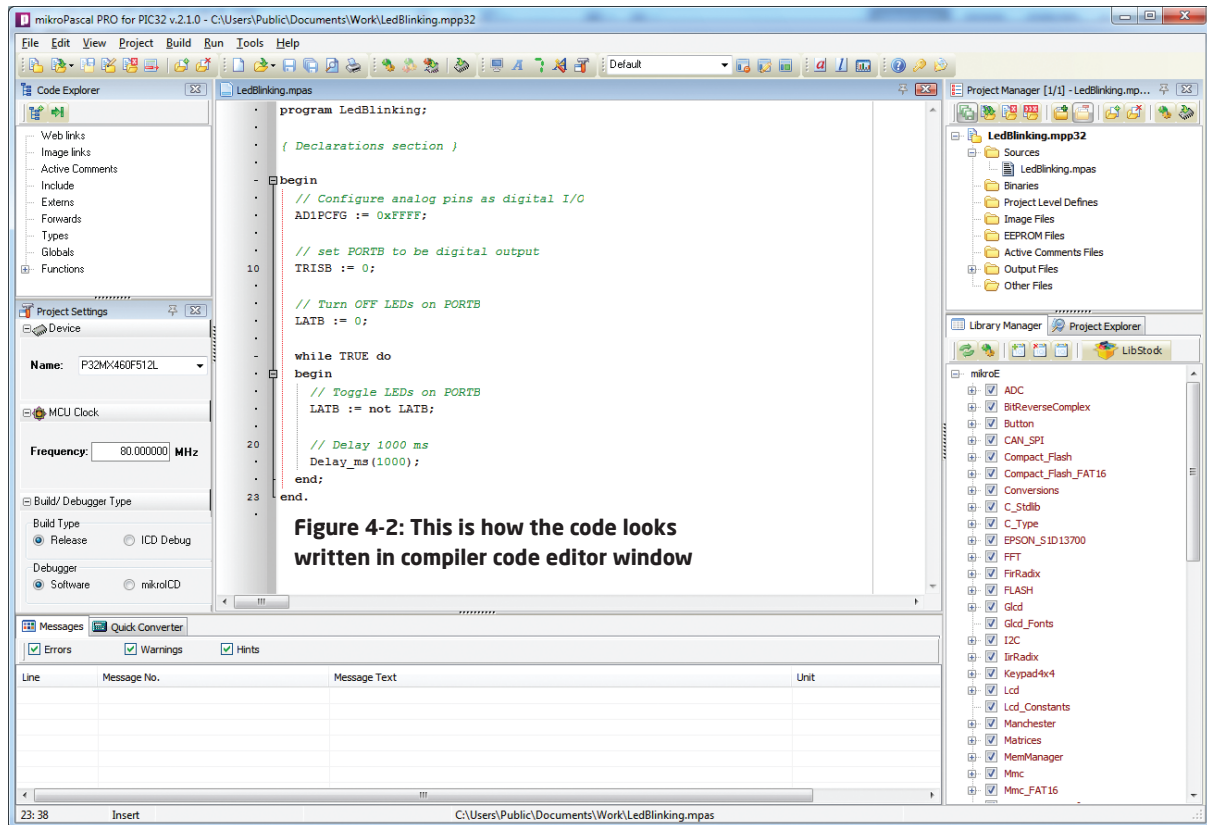 mikroPascal PRO for PIC32 v.2.1.0 - C:\Users\Public\Documents\Work\LedBlinking.mpp32
File Edit View Project Build Run Tools Help
Default
Code Explorer
Web links
Image links
Active Comments
Include
Externs
Forwards
Types
Globals
Functions
Project Settings
Device
Name: P32MX460F512L
MCU Clock
Frequency: 80.000000 MHz
Build/ Debugger Type
Build Type
Release ICD Debug
Debugger
Software mikroICD
LedBlinking.mpas
program LedBlinking;
{ Declarations section }
begin
// Configure analog pins as digital I/O
AD1PCFG := 0xFFFF;
// set PORTB to be digital output
10 TRISB := 0;
// Turn OFF LEDs on PORTB
LATB := 0;
while TRUE do
begin
// Toggle LEDs on PORTB
LATB := not LATB;
20 // Delay 1000 ms
Delay_ms(1000);
end;
23 end.
Figure 4-2: This is how the code looks
written in compiler code editor window
Project Manager [1/1] - LedBlinking.mp...
LedBlinking.mpp32
Sources
LedBlinking.mpas
Binaries
Project Level Defines
Image Files
EEPROM Files
Active Comments Files
Output Files
Other Files
Library Manager Project Explorer
LibStock
mikroE
ADC
BitReverseComplex
Button
CAN_SPI
Compact_Flash
Compact_Flash_FAT16
Conversions
C_Stdlib
C_Type
EPSON_S1D13700
FFT
FirRadix
FLASH
Glcd
Glcd_Fonts
I2C
IirRadix
Keypad4x4
Lcd
Lcd_Constants
Manchester
Matrices
MemManager
Mmc
Mmc_FAT16
Messages Quick Converter
Errors Warnings Hints
Line Message No. Message Text Unit
23: 38 Insert C:\Users\Public\Documents\Work\LedBlinking.mpas